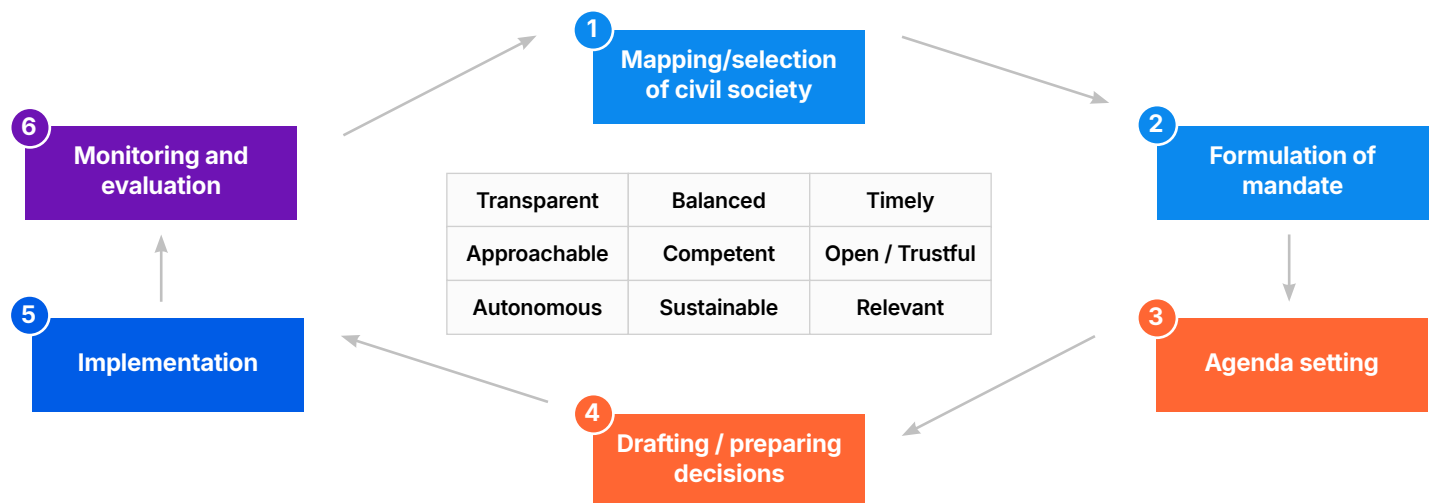 1
Mapping/selection
of civil society
2
Formulation of
mandate
3
Agenda setting
4
Drafting / preparing
decisions
5
Implementation
6
Monitoring and
evaluation
Transparent Balanced Timely
Approachable Competent Open / Trustful
Autonomous Sustainable Relevant